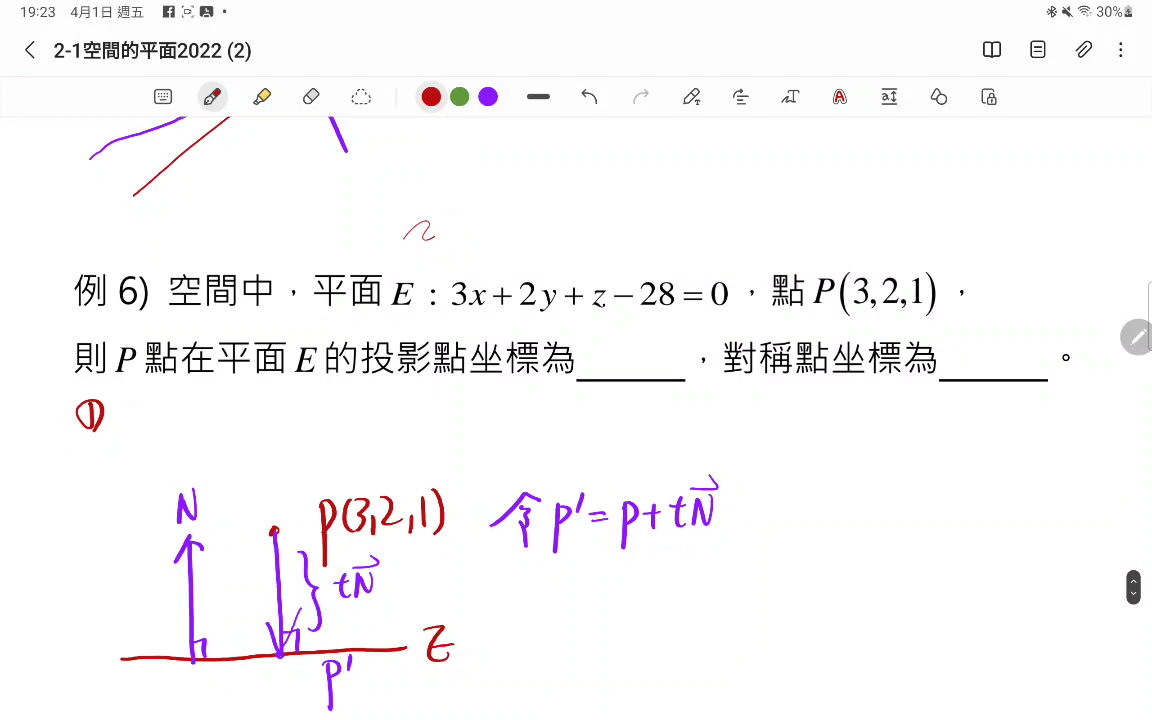 19:23 4月1日 週五 30%
2-1空間的平面2022 (2)
例 6) 空間中，平面 E : 3x+2y+z−28=0，點P(3,2,1)，
則 P 點在平面 E 的投影點坐標為______，對稱點坐標為______。
①
N P(3,2,1) 令 P'=P+tN⃗
tN⃗
E
P'